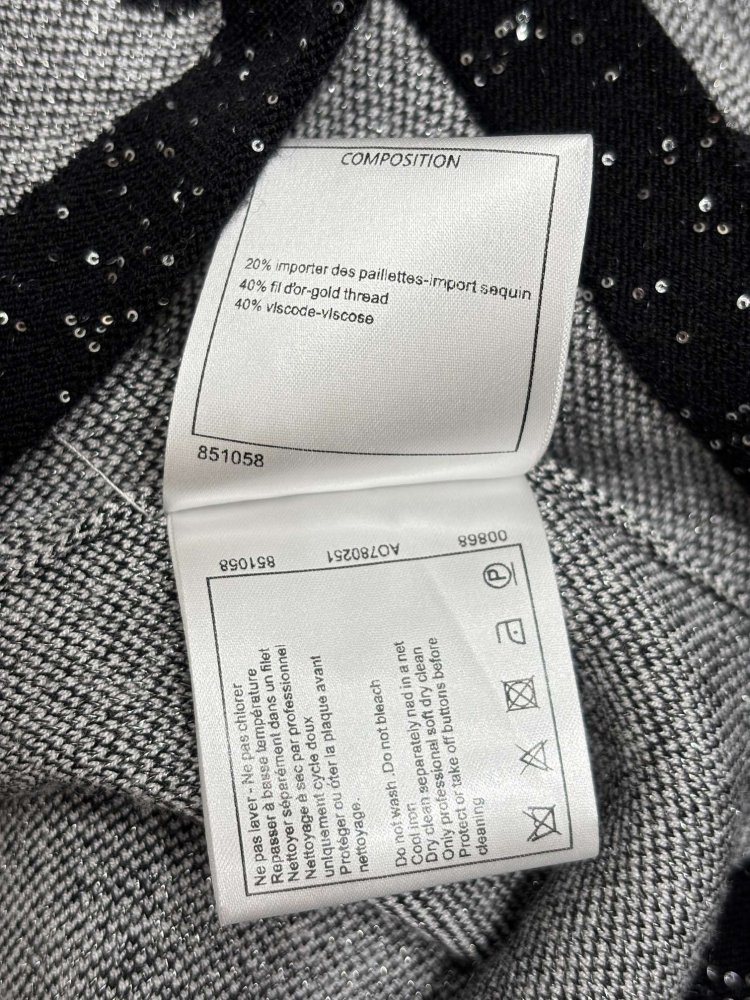 COMPOSITION
20% importer des paillettes-import sequin
40% fil d'or-gold thread
40% viscode-viscose
851058
851058
AO780251
00868
Ne pas laver - Ne pas chlorer
Repasser à basse température
Nettoyer séparément dans un filet
Nettoyage à sec par professionnel
uniquement cycle doux
Protéger ou ôter la plaque avant
nettoyage.
Do not wash . Do not bleach
Cool iron
Dry clean separately ned in a net
Only professional soft dry clean
Protect or take off buttons before
cleaning
P